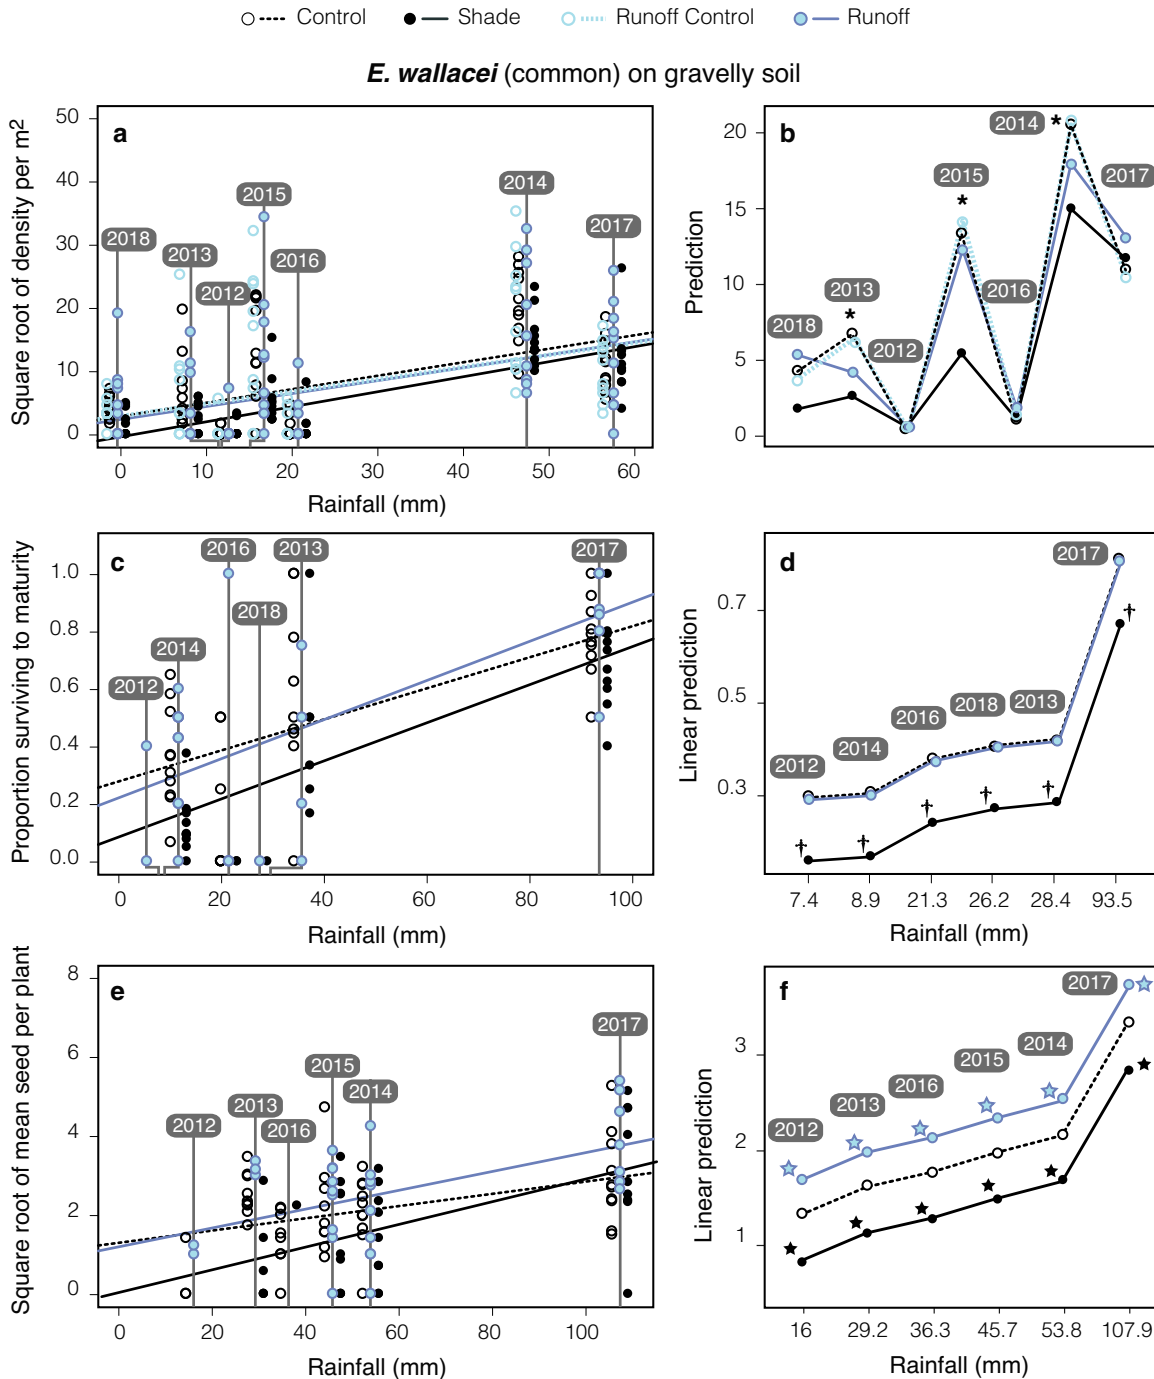 Control Shade Runoff Control Runoff
E. wallacei (common) on gravelly soil
a
Square root of density per m2
50
40
30
20
10
0
2018
2013
2012
2015
2016
2014
2017
0 10 20 30 40 50 60
Rainfall (mm)
b
Prediction
20
15
10
5
0
2018
2013
*
2012
2015
*
2016
2014 *
2017
c
Proportion surviving to maturity
1.0
0.8
0.6
0.4
0.2
0.0
2012
2014
2016
2018
2013
2017
0 20 40 60 80 100
Rainfall (mm)
d
Linear prediction
0.7
0.5
0.3
2012
2014
2016
2018
2013
2017
† † † † † †
7.4 8.9 21.3 26.2 28.4 93.5
Rainfall (mm)
e
Square root of mean seed per plant
8
6
4
2
0
2012
2013
2016
2015
2014
2017
0 20 40 60 80 100
Rainfall (mm)
f
Linear prediction
3
2
1
2012
2013
2016
2015
2014
2017
16 29.2 36.3 45.7 53.8 107.9
Rainfall (mm)